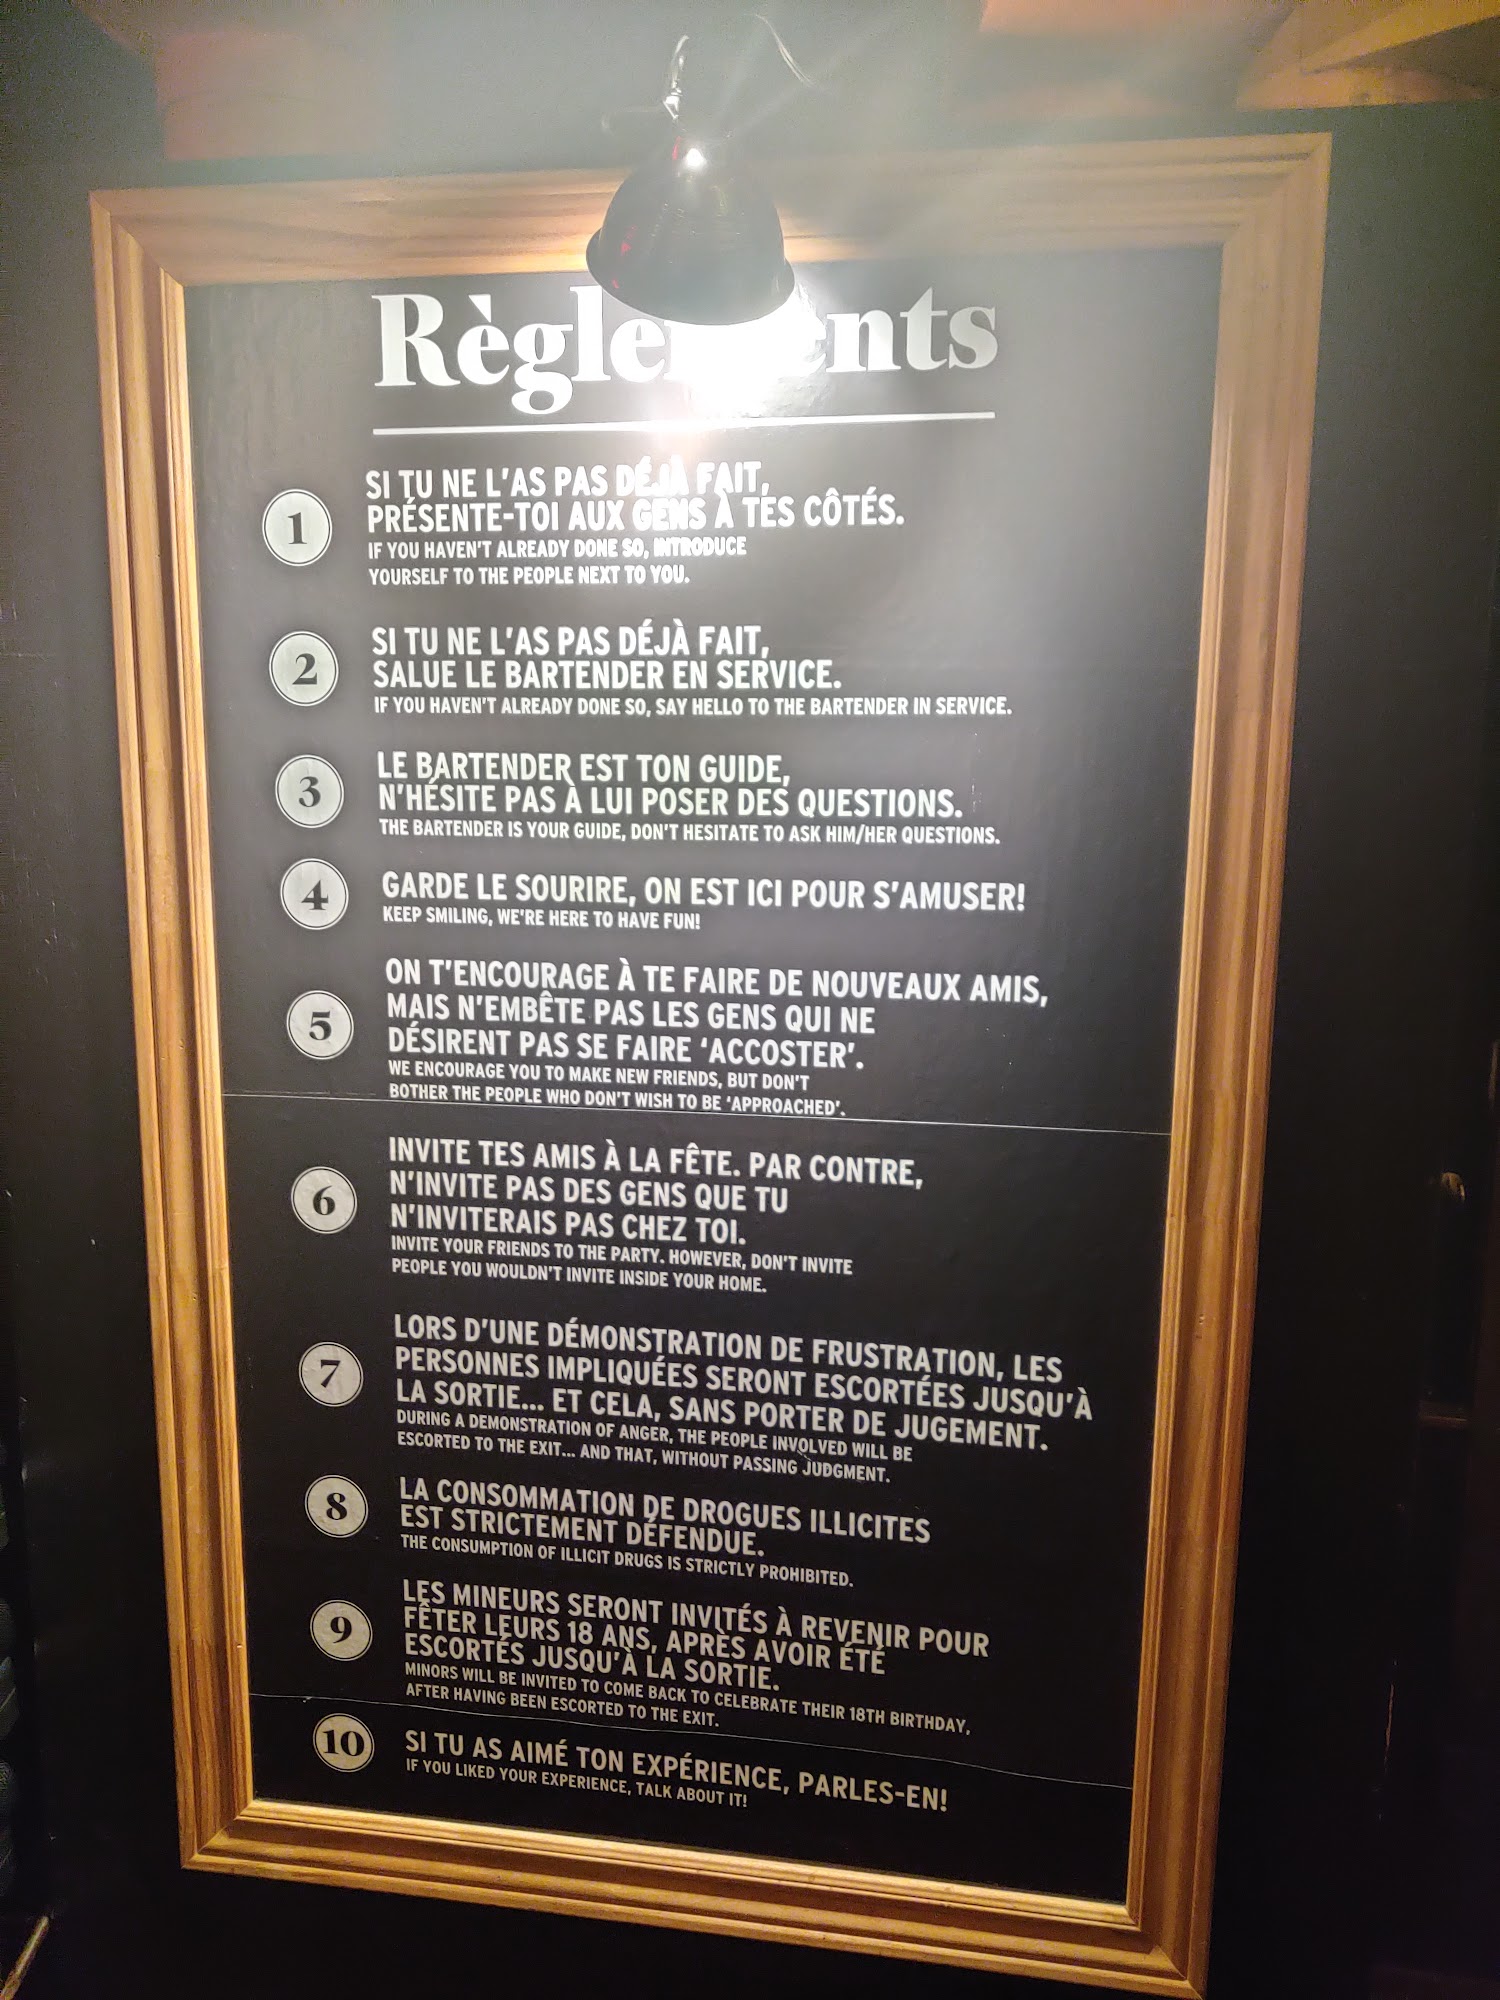 Règlements
1
SI TU NE L'AS PAS DÉJÀ FAIT,
PRÉSENTE-TOI AUX GENS À TES CÔTÉS.
IF YOU HAVEN'T ALREADY DONE SO, INTRODUCE
YOURSELF TO THE PEOPLE NEXT TO YOU.
2
SI TU NE L'AS PAS DÉJÀ FAIT,
SALUE LE BARTENDER EN SERVICE.
IF YOU HAVEN'T ALREADY DONE SO, SAY HELLO TO THE BARTENDER IN SERVICE.
3
LE BARTENDER EST TON GUIDE,
N'HÉSITE PAS À LUI POSER DES QUESTIONS.
THE BARTENDER IS YOUR GUIDE, DON'T HESITATE TO ASK HIM/HER QUESTIONS.
4
GARDE LE SOURIRE, ON EST ICI POUR S'AMUSER!
KEEP SMILING, WE'RE HERE TO HAVE FUN!
5
ON T'ENCOURAGE À TE FAIRE DE NOUVEAUX AMIS,
MAIS N'EMBÊTE PAS LES GENS QUI NE
DÉSIRENT PAS SE FAIRE 'ACCOSTER'.
WE ENCOURAGE YOU TO MAKE NEW FRIENDS, BUT DON'T
BOTHER THE PEOPLE WHO DON'T WISH TO BE 'APPROACHED'.
6
INVITE TES AMIS À LA FÊTE. PAR CONTRE,
N'INVITE PAS DES GENS QUE TU
N'INVITERAIS PAS CHEZ TOI.
INVITE YOUR FRIENDS TO THE PARTY. HOWEVER, DON'T INVITE
PEOPLE YOU WOULDN'T INVITE INSIDE YOUR HOME.
7
LORS D'UNE DÉMONSTRATION DE FRUSTRATION, LES
PERSONNES IMPLIQUÉES SERONT ESCORTÉES JUSQU'À
LA SORTIE... ET CELA, SANS PORTER DE JUGEMENT.
DURING A DEMONSTRATION OF ANGER, THE PEOPLE INVOLVED WILL BE
ESCORTED TO THE EXIT... AND THAT, WITHOUT PASSING JUDGMENT.
8
LA CONSOMMATION DE DROGUES ILLICITES
EST STRICTEMENT DÉFENDUE.
THE CONSUMPTION OF ILLICIT DRUGS IS STRICTLY PROHIBITED.
9
LES MINEURS SERONT INVITÉS À REVENIR POUR
FÊTER LEURS 18 ANS, APRÈS AVOIR ÉTÉ
ESCORTÉS JUSQU'À LA SORTIE.
MINORS WILL BE INVITED TO COME BACK TO CELEBRATE THEIR 18TH BIRTHDAY,
AFTER HAVING BEEN ESCORTED TO THE EXIT.
10
SI TU AS AIMÉ TON EXPÉRIENCE, PARLES-EN!
IF YOU LIKED YOUR EXPERIENCE, TALK ABOUT IT!